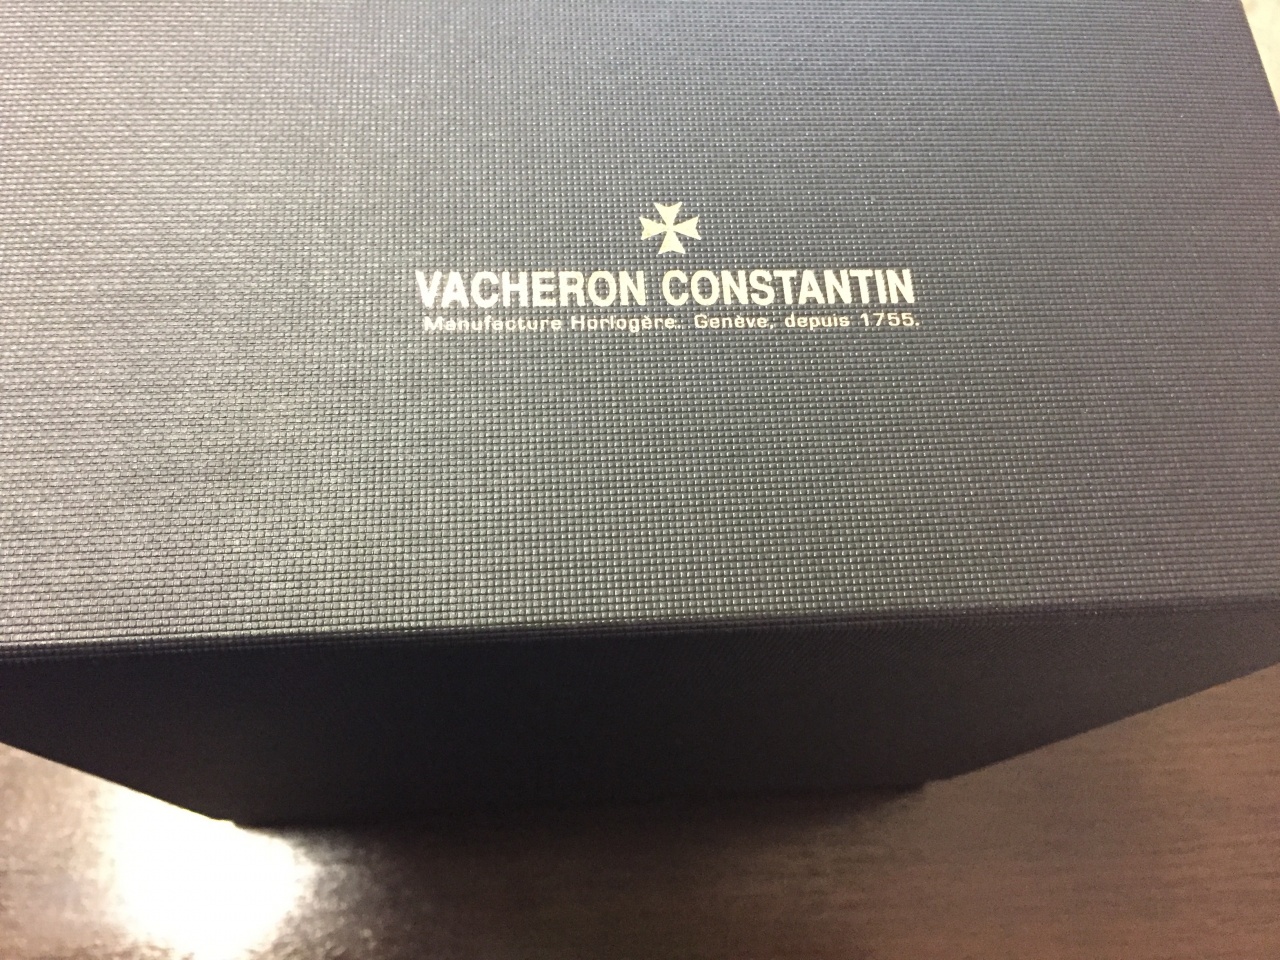 VACHERON CONSTANTIN
Manufacture Horlogère. Genève, depuis 1755.